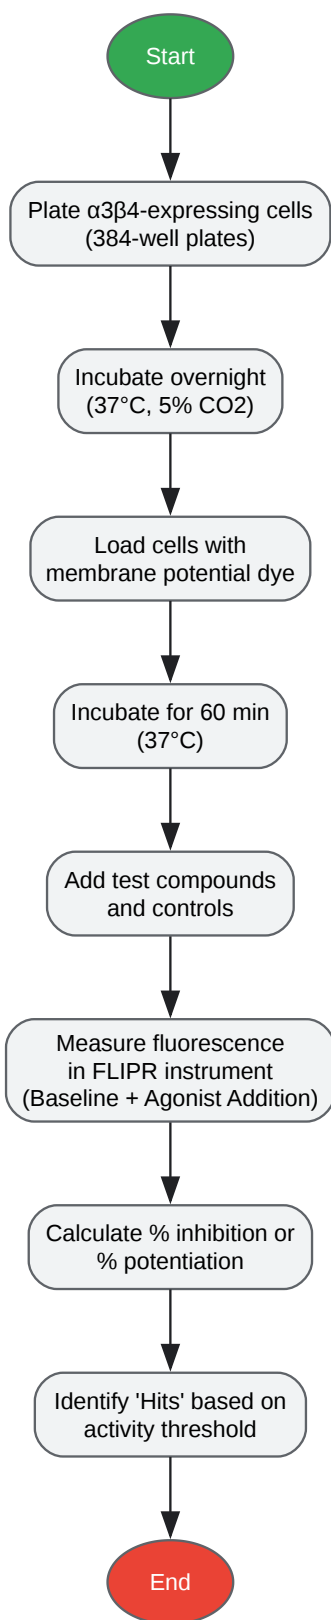 Start
Plate α3β4-expressing cells
(384-well plates)
Incubate overnight
(37°C, 5% CO2)
Load cells with
membrane potential dye
Incubate for 60 min
(37°C)
Add test compounds
and controls
Measure fluorescence
in FLIPR instrument
(Baseline + Agonist Addition)
Calculate % inhibition or
% potentiation
Identify 'Hits' based on
activity threshold
End